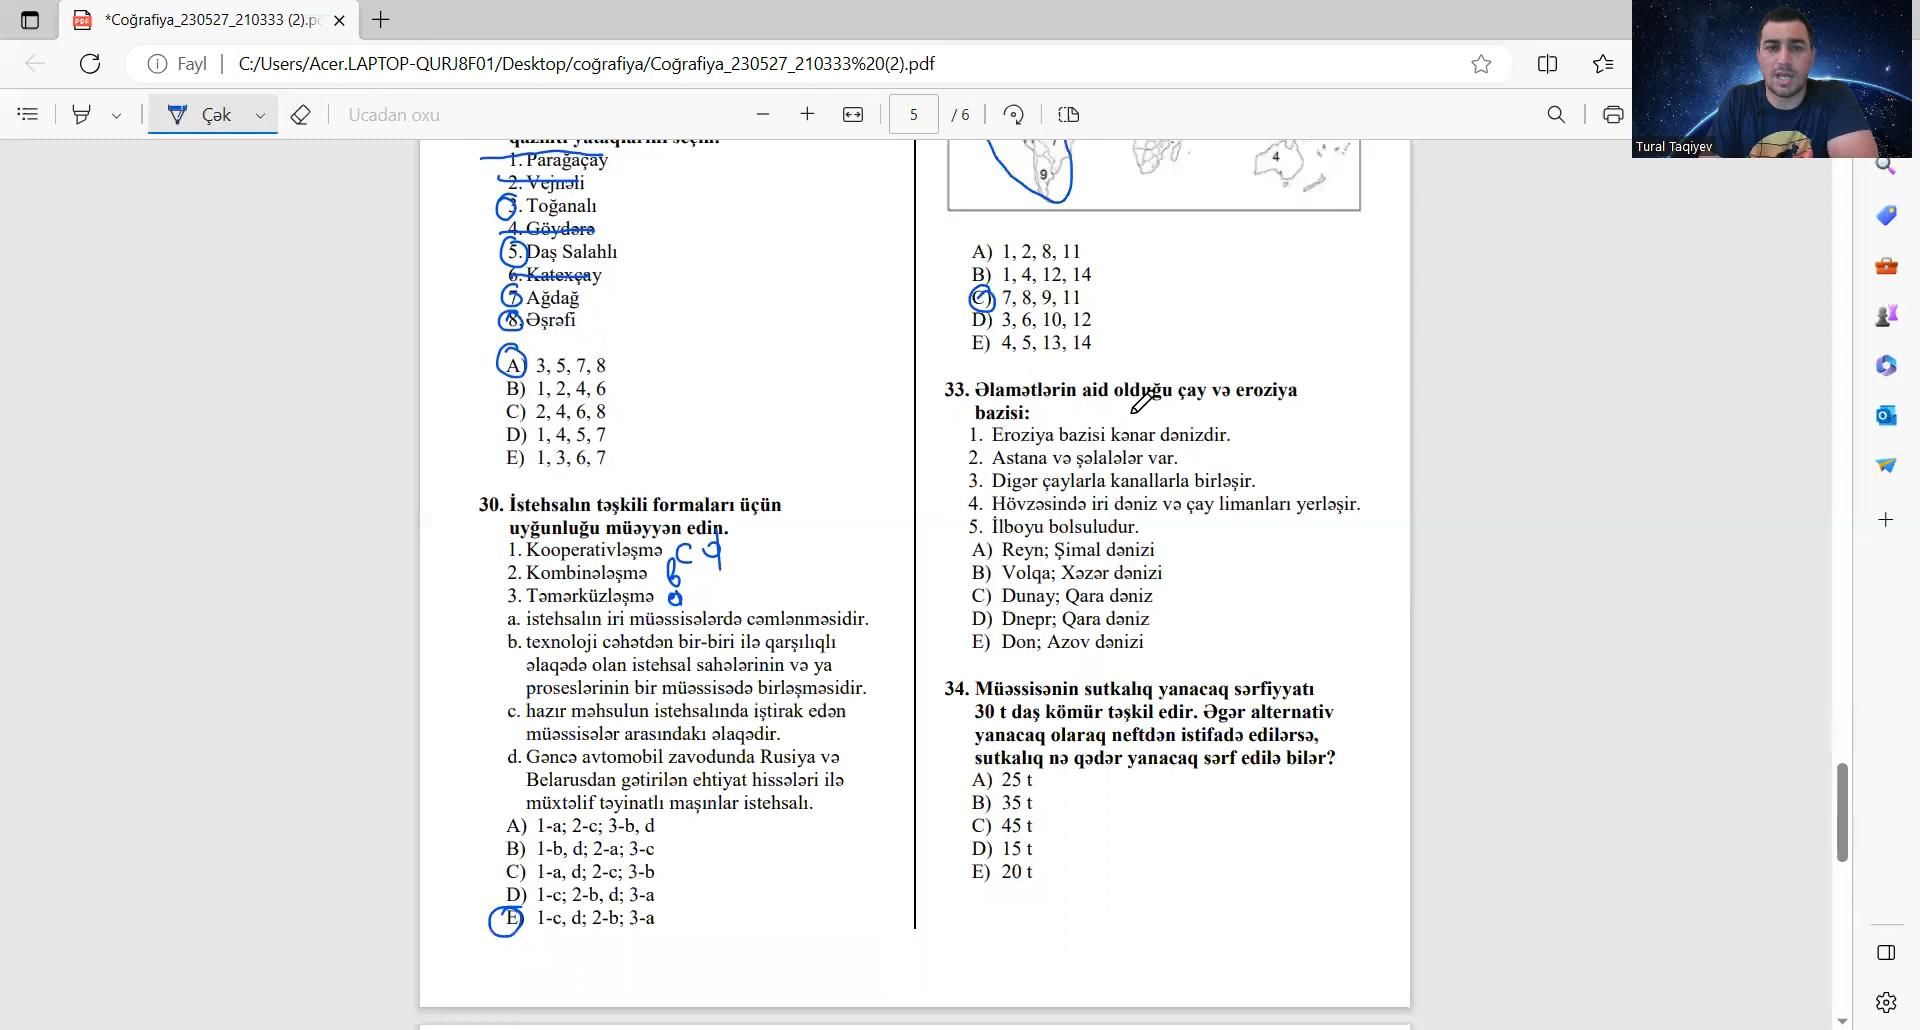 *Coğrafiya_230527_210333 (2).pd
Fayl
C:/Users/Acer.LAPTOP-QURJ8F01/Desktop/coğrafiya/Coğrafiya_230527_210333%20(2).pdf
Çək
Ucadan oxu
5
/ 6
Tural Taqiyev
qazıntı yataqlarını seçin.
1. Parağaçay
2. Vejnəli
3. Toğanalı
4. Göydərə
5. Daş Salahlı
6. Katexçay
7. Ağdağ
8. Əşrəfi
A) 3, 5, 7, 8
B) 1, 2, 4, 6
C) 2, 4, 6, 8
D) 1, 4, 5, 7
E) 1, 3, 6, 7
30. İstehsalın təşkili formaları üçün
uyğunluğu müəyyən edin.
1. Kooperativləşmə c d
2. Kombinələşmə b
3. Təmərküzləşmə a
a. istehsalın iri müəssisələrdə cəmlənməsidir.
b. texnoloji cəhətdən bir-biri ilə qarşılıqlı
əlaqədə olan istehsal sahələrinin və ya
proseslərinin bir müəssisədə birləşməsidir.
c. hazır məhsulun istehsalında iştirak edən
müəssisələr arasındakı əlaqədir.
d. Gəncə avtomobil zavodunda Rusiya və
Belarusdan gətirilən ehtiyat hissələri ilə
müxtəlif təyinatlı maşınlar istehsalı.
A) 1-a; 2-c; 3-b, d
B) 1-b, d; 2-a; 3-c
C) 1-a, d; 2-c; 3-b
D) 1-c; 2-b, d; 3-a
E) 1-c, d; 2-b; 3-a
9
4
A) 1, 2, 8, 11
B) 1, 4, 12, 14
C) 7, 8, 9, 11
D) 3, 6, 10, 12
E) 4, 5, 13, 14
33. Əlamətlərin aid olduğu çay və eroziya
bazisi:
1. Eroziya bazisi kənar dənizdir.
2. Astana və şəlalələr var.
3. Digər çaylarla kanallarla birləşir.
4. Hövzəsində iri dəniz və çay limanları yerləşir.
5. İlboyu bolsuludur.
A) Reyn; Şimal dənizi
B) Volqa; Xəzər dənizi
C) Dunay; Qara dəniz
D) Dnepr; Qara dəniz
E) Don; Azov dənizi
34. Müəssisənin sutkalıq yanacaq sərfiyyatı
30 t daş kömür təşkil edir. Əgər alternativ
yanacaq olaraq neftdən istifadə edilərsə,
sutkalıq nə qədər yanacaq sərf edilə bilər?
A) 25 t
B) 35 t
C) 45 t
D) 15 t
E) 20 t